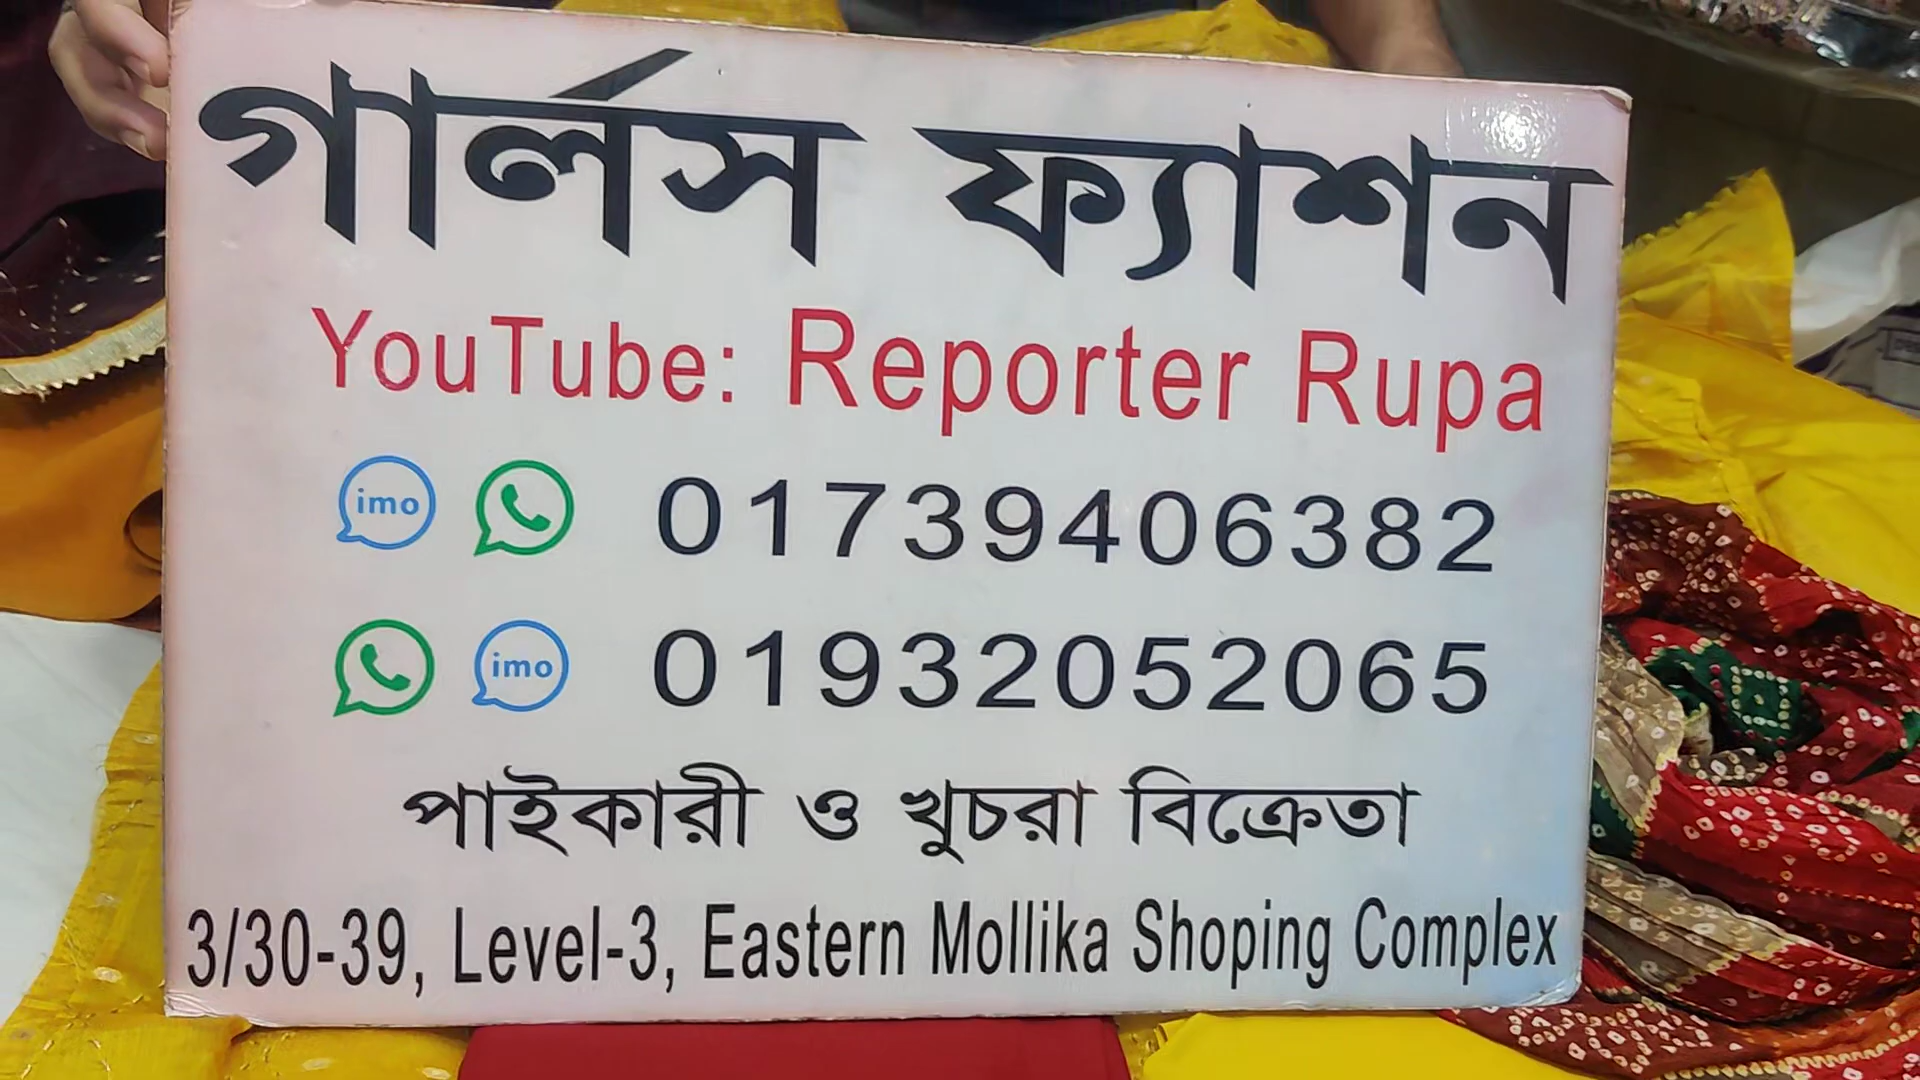 গার্লস ফ্যাশন
YouTube: Reporter Rupa
imo 01739406382
imo 01932052065
পাইকারী ও খুচরা বিক্রেতা
3/30-39, Level-3, Eastern Mollika Shoping Complex